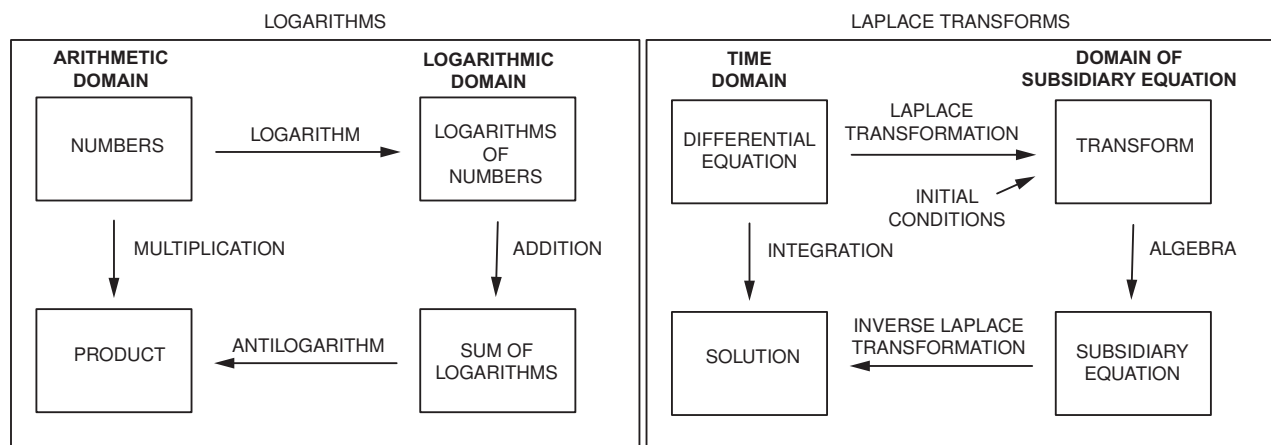 LOGARITHMS
ARITHMETIC
DOMAIN
LOGARITHMIC
DOMAIN
NUMBERS
LOGARITHM
LOGARITHMS
OF
NUMBERS
MULTIPLICATION
ADDITION
PRODUCT
ANTILOGARITHM
SUM OF
LOGARITHMS
LAPLACE TRANSFORMS
TIME
DOMAIN
DOMAIN OF
SUBSIDIARY EQUATION
DIFFERENTIAL
EQUATION
LAPLACE
TRANSFORMATION
TRANSFORM
INITIAL
CONDITIONS
INTEGRATION
ALGEBRA
SOLUTION
INVERSE LAPLACE
TRANSFORMATION
SUBSIDIARY
EQUATION